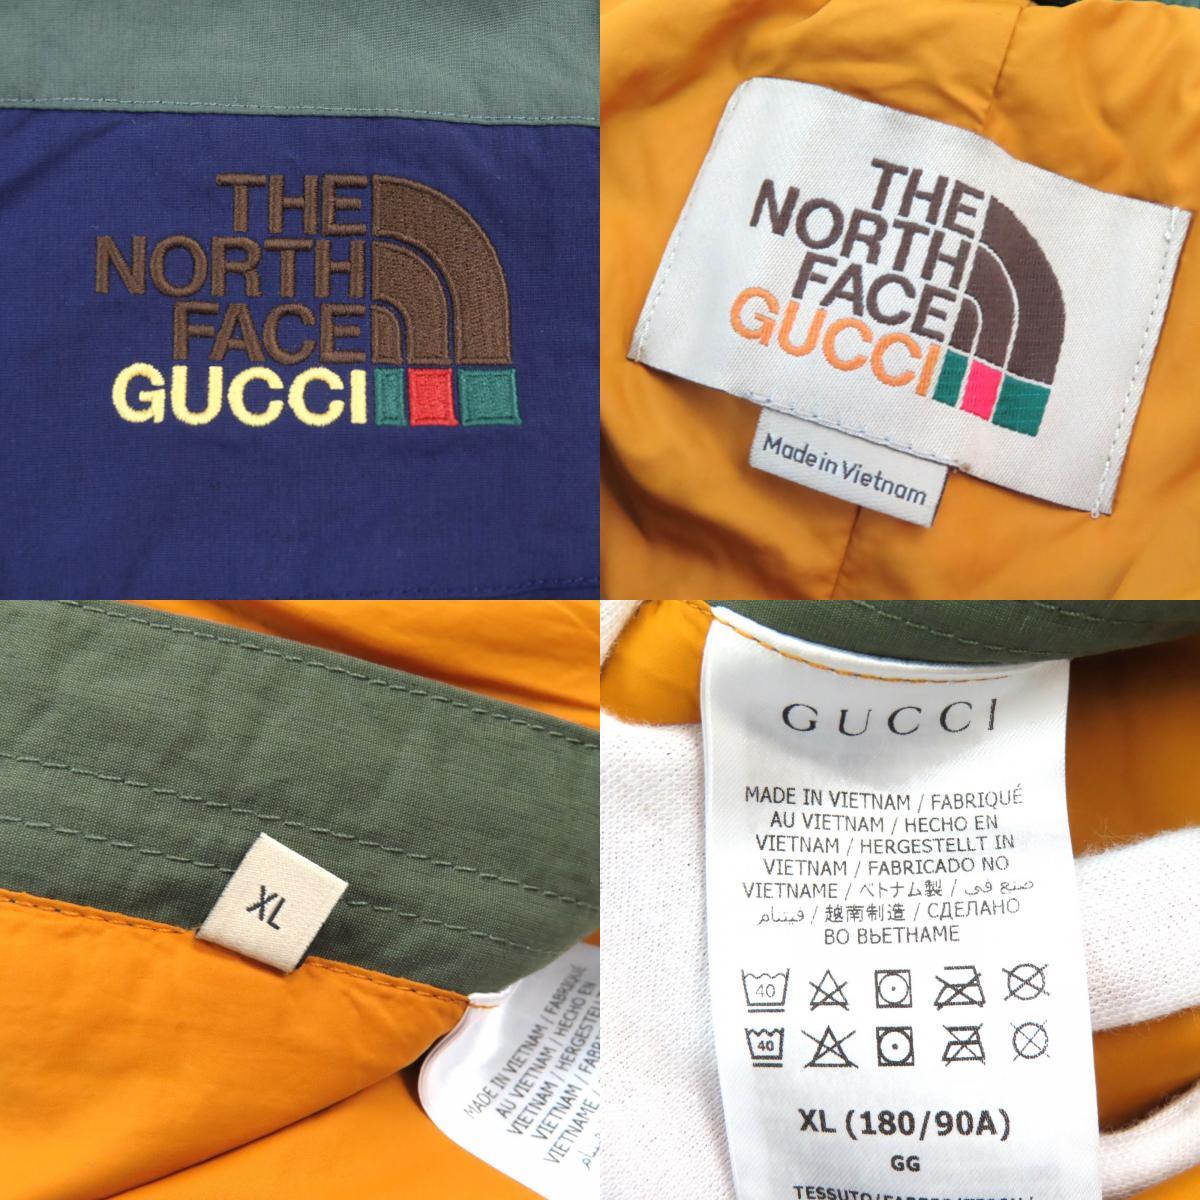 THE
NORTH
FACE
GUCCI
THE
NORTH
FACE
GUCCI
Made in Vietnam
XL
MADE IN VIETNAM / FABRIQUÉ
AU VIETNAM / HECHO EN
VIETNAM / HERGESTELLT
VIETNAM / FABR
VIETNAME /
GUCCI
MADE IN VIETNAM / FABRIQUÉ
AU VIETNAM / HECHO EN
VIETNAM / HERGESTELLT IN
VIETNAM / FABRICADO NO
VIETNAME / ベトナム製 / صنع في
فيتنام / 越南制造 / СДЕЛАНО
ВО ВЬЕТНАМЕ
40
40
XL (180/90A)
GG